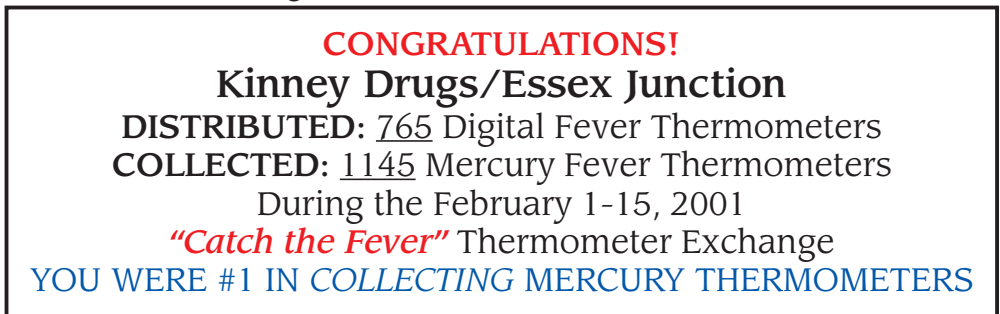 CONGRATULATIONS!
Kinney Drugs/Essex Junction
DISTRIBUTED: 765 Digital Fever Thermometers
COLLECTED: 1145 Mercury Fever Thermometers
During the February 1-15, 2001
“Catch the Fever” Thermometer Exchange
YOU WERE #1 IN COLLECTING MERCURY THERMOMETERS